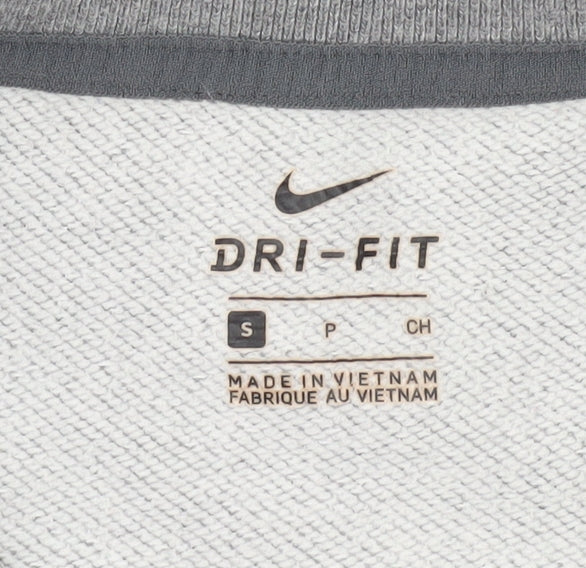 DRI-FIT
S P CH
MADE IN VIETNAM
FABRIQUE AU VIETNAM